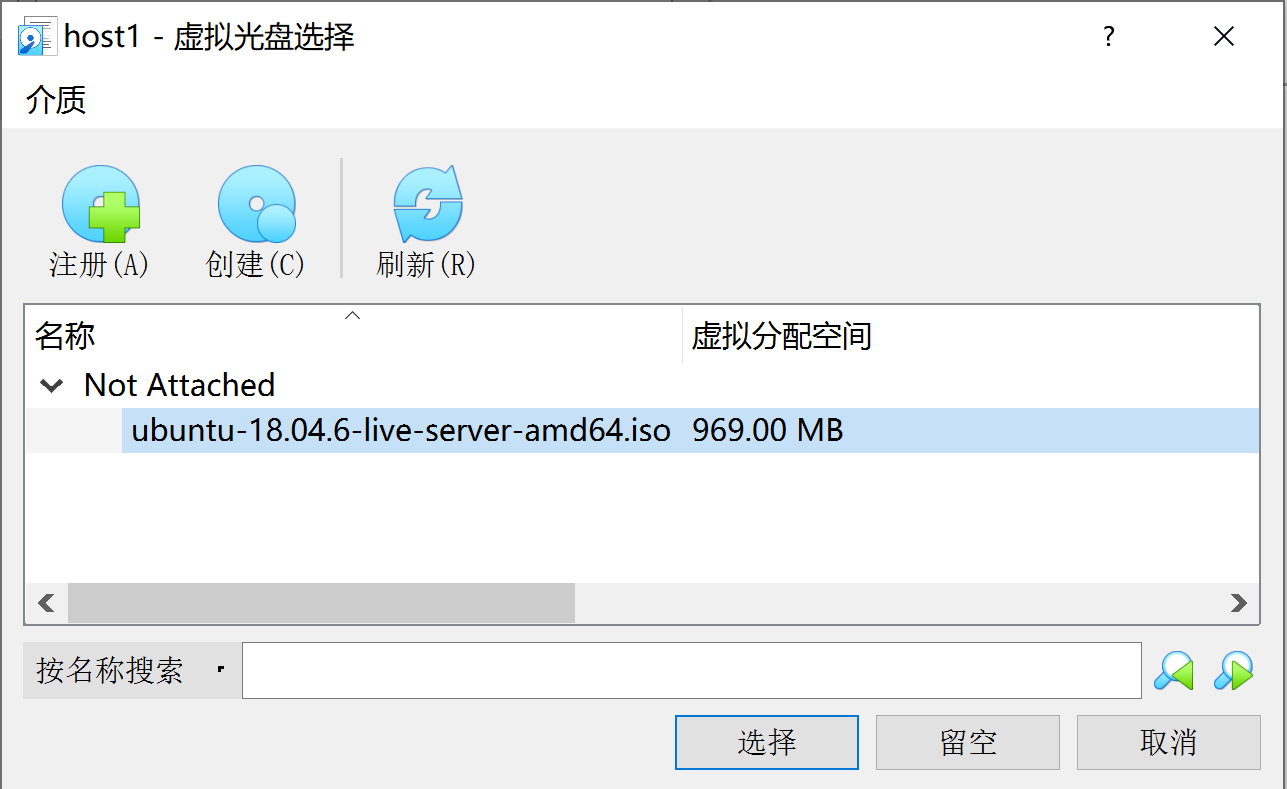 host1 - 虚拟光盘选择
?
介质
注册(A) 创建(C) 刷新(R)
名称 虚拟分配空间
Not Attached
ubuntu-18.04.6-live-server-amd64.iso 969.00 MB
按名称搜索
选择 留空 取消